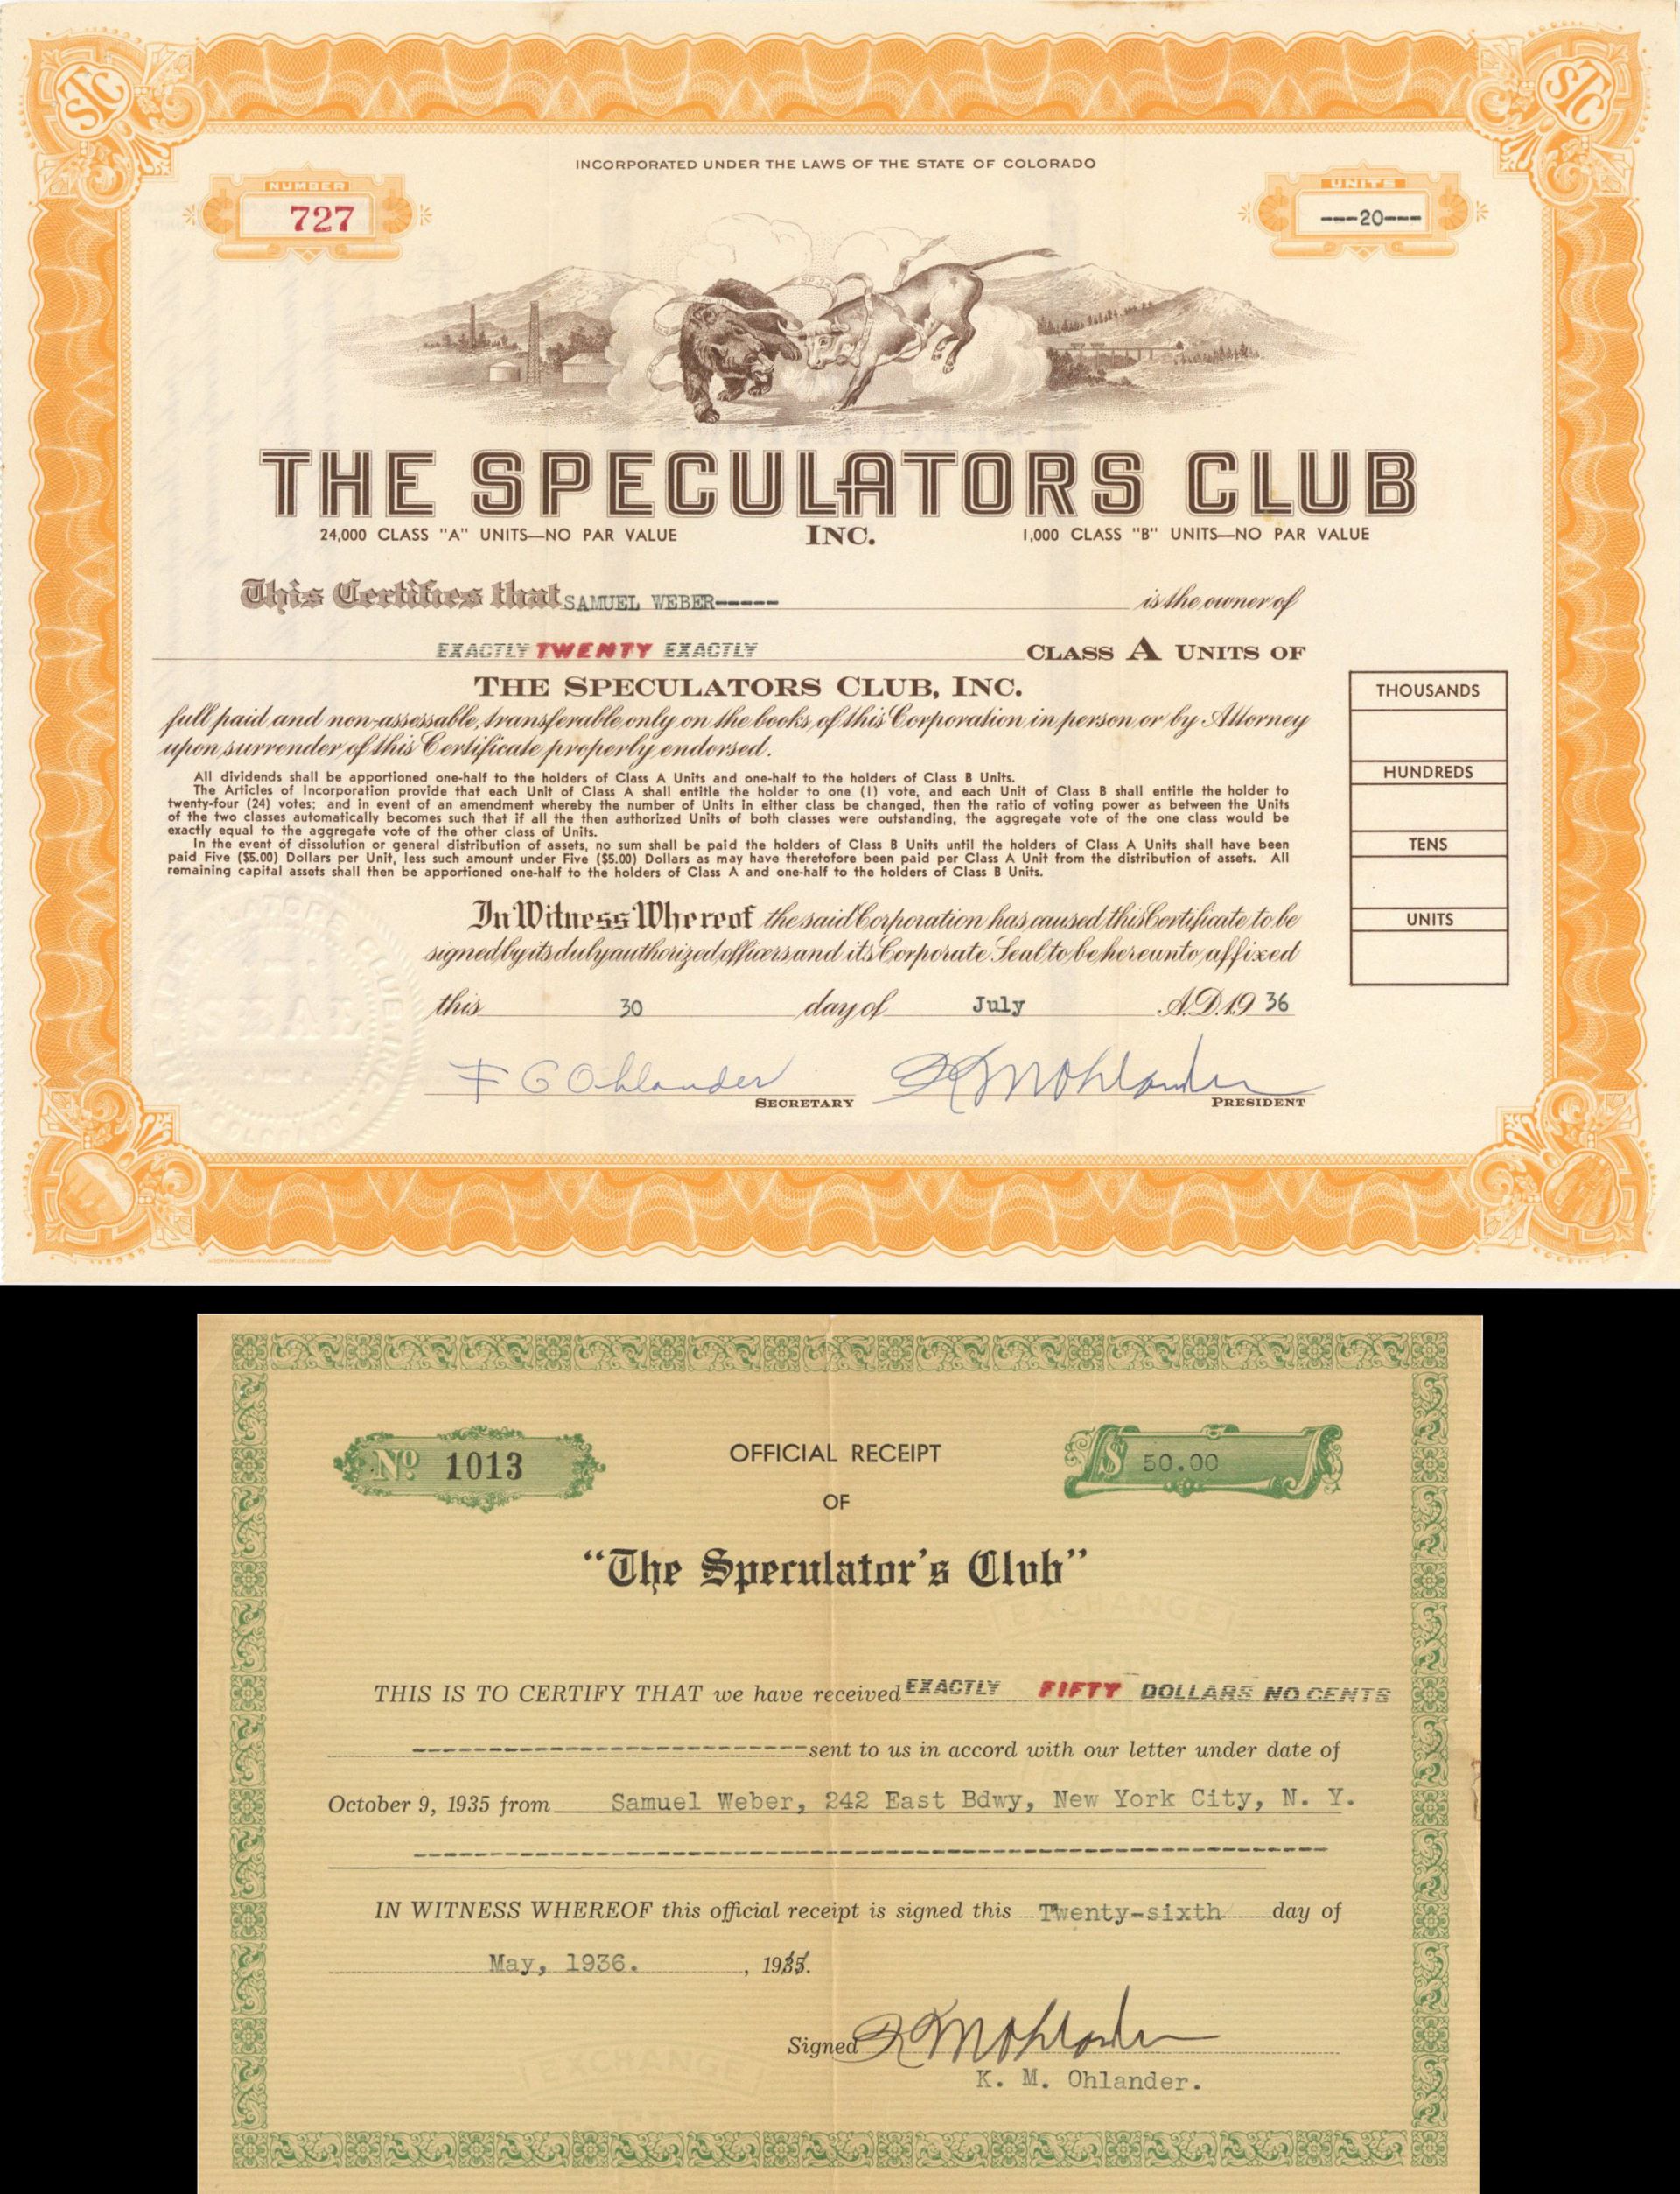 STC
STC
INCORPORATED UNDER THE LAWS OF THE STATE OF COLORADO
NUMBER
727
UNITS
----20----
THE SPECULATORS CLUB
24,000 CLASS "A" UNITS—NO PAR VALUE
INC.
1,000 CLASS "B" UNITS—NO PAR VALUE
This Certifies that SAMUEL WEBER----- is the owner of
EXACTLY TWENTY EXACTLY CLASS A UNITS OF
THE SPECULATORS CLUB, INC.
full paid and non-assessable, transferable only on the books of this Corporation in person or by Attorney
upon surrender of this Certificate properly endorsed.
All dividends shall be apportioned one-half to the holders of Class A Units and one-half to the holders of Class B Units.
The Articles of Incorporation provide that each Unit of Class A shall entitle the holder to one (1) vote, and each Unit of Class B shall entitle the holder to
twenty-four (24) votes; and in event of an amendment whereby the number of Units in either class be changed, then the ratio of voting power as between the Units
of the two classes automatically becomes such that if all the then authorized Units of both classes were outstanding, the aggregate vote of the one class would be
exactly equal to the aggregate vote of the other class of Units.
In the event of dissolution or general distribution of assets, no sum shall be paid the holders of Class B Units until the holders of Class A Units shall have been
paid Five ($5.00) Dollars per Unit, less such amount under Five ($5.00) Dollars as may have theretofore been paid per Class A Unit from the distribution of assets. All
remaining capital assets shall then be apportioned one-half to the holders of Class A and one-half to the holders of Class B Units.
THOUSANDS
HUNDREDS
TENS
UNITS
In Witness Whereof the said Corporation has caused this Certificate to be
signed by its duly authorized officers and its Corporate Seal to be hereunto affixed
this 30 day of July A.D. 19 36
F G Ohlander
SECRETARY
K M Ohlander
PRESIDENT
No 1013
OFFICIAL RECEIPT
$ 50.00
OF
"The Speculator's Club"
EXCHANGE
THIS IS TO CERTIFY THAT we have received EXACTLY FIFTY DOLLARS NO CENTS
--------------------------sent to us in accord with our letter under date of
October 9, 1935 from Samuel Weber, 242 East Bdwy, New York City, N. Y.
IN WITNESS WHEREOF this official receipt is signed this Twenty-sixth day of
May, 1936. , 1935.
Signed K M Ohlander
K. M. Ohlander.
EXCHANGE